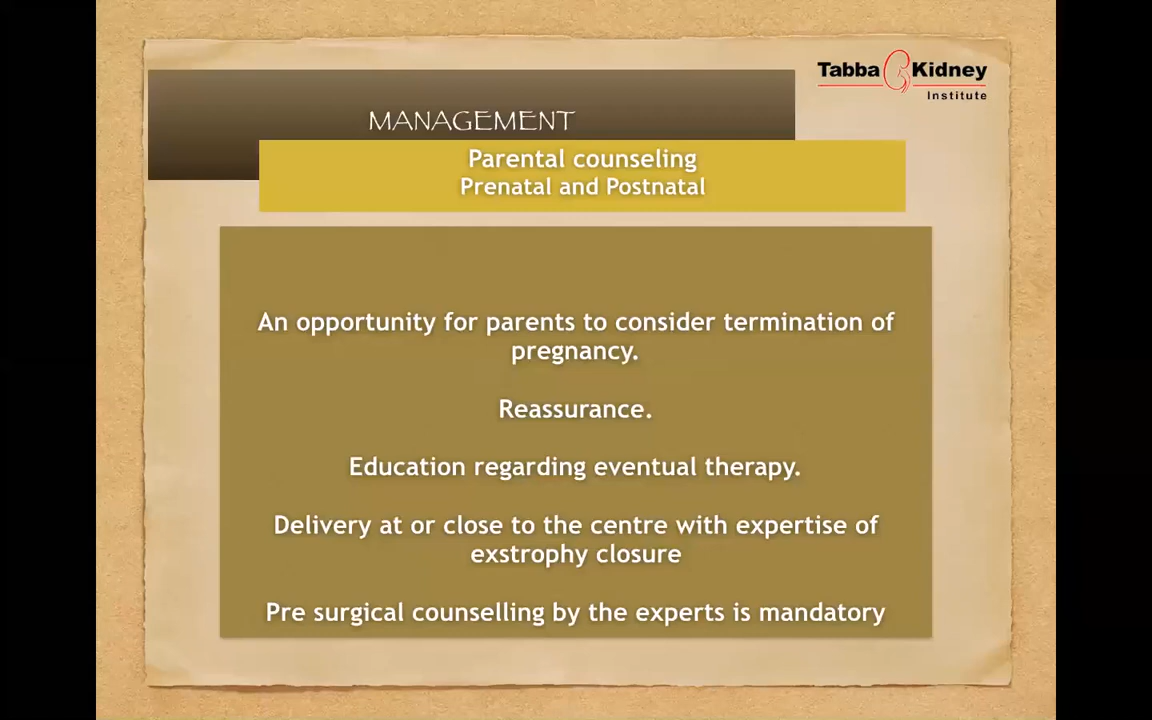 Tabba Kidney
Institute
MANAGEMENT
Parental counseling
Prenatal and Postnatal
An opportunity for parents to consider termination of
pregnancy.
Reassurance.
Education regarding eventual therapy.
Delivery at or close to the centre with expertise of
exstrophy closure
Pre surgical counselling by the experts is mandatory